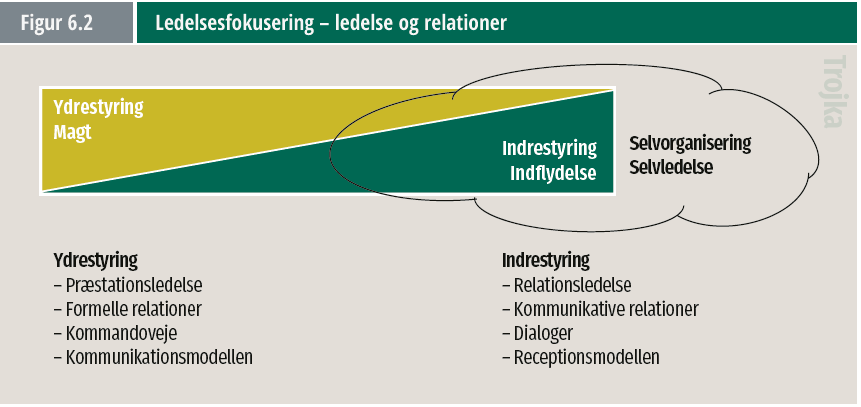 Figur 6.2
Ledelsesfokusering – ledelse og relationer
Trojka
Ydrestyring
Magt
Indrestyring
Indflydelse
Selvorganisering
Selvledelse
Ydrestyring
– Præstationsledelse
– Formelle relationer
– Kommandoveje
– Kommunikationsmodellen
Indrestyring
– Relationsledelse
– Kommunikative relationer
– Dialoger
– Receptionsmodellen